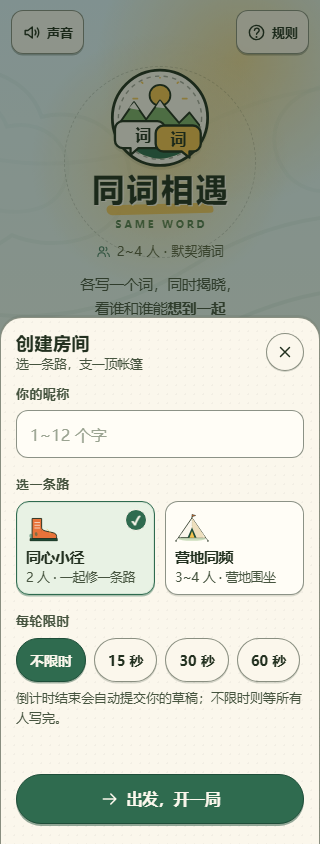 声音
规则
词
词
同词相遇
SAME WORD
2~4 人 · 默契猜词
各写一个词，同时揭晓，
看谁和谁能想到一起
创建房间
选一条路，支一顶帐篷
你的昵称
1~12 个字
选一条路
同心小径
2 人 · 一起修一条路
营地同频
3~4 人 · 营地围坐
每轮限时
不限时
15 秒
30 秒
60 秒
倒计时结束会自动提交你的草稿；不限时则等所有
人写完。
出发，开一局